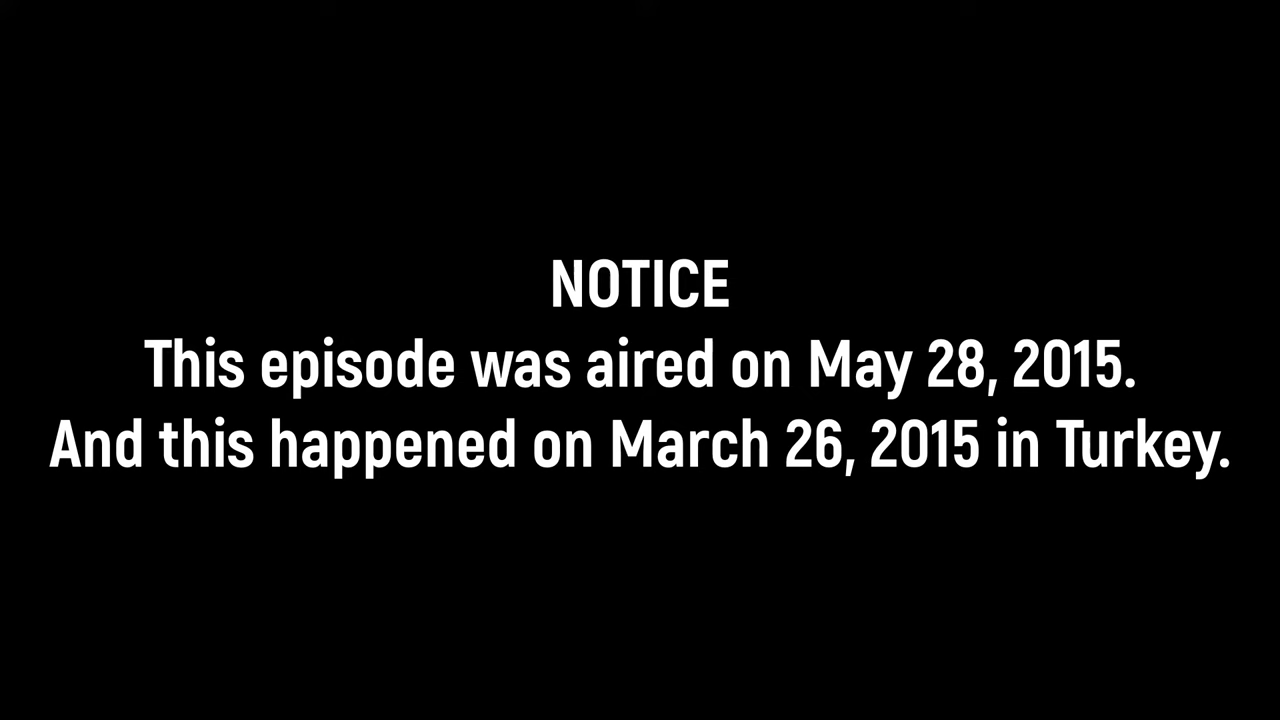 NOTICE
This episode was aired on May 28, 2015.
And this happened on March 26, 2015 in Turkey.